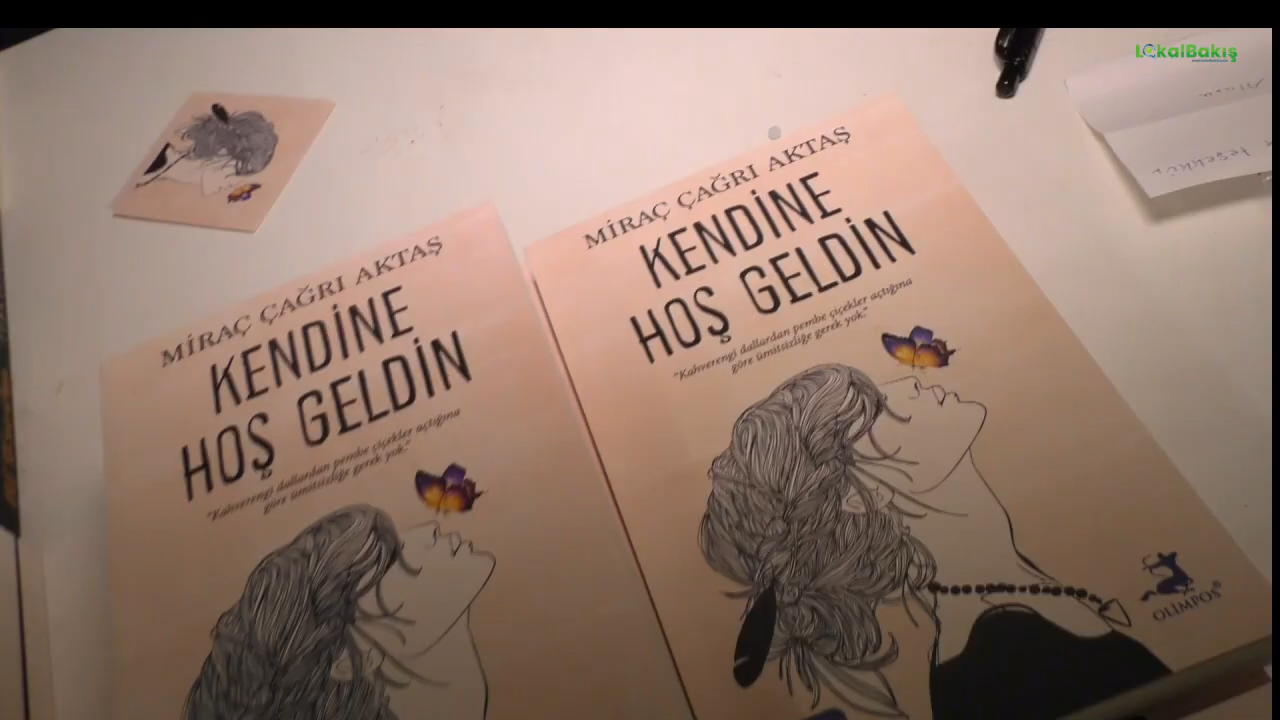 LokalBakış
MİRAÇ ÇAĞRI AKTAŞ
KENDİNE
HOŞ GELDİN
"Kahverengi dallardan pembe çiçekler açtığına
göre ümitsizliğe gerek yok."
MİRAÇ ÇAĞRI AKTAŞ
KENDİNE
HOŞ GELDİN
"Kahverengi dallardan pembe çiçekler açtığına
göre ümitsizliğe gerek yok."
OLİMPOS
teşekkür